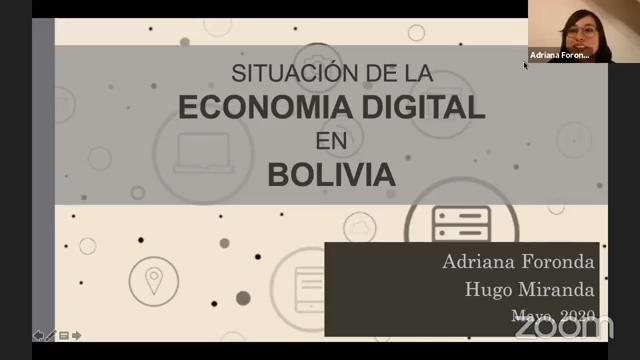 Adriana Foron...
SITUACIÓN DE LA
ECONOMIA DIGITAL
EN
BOLIVIA
Adriana Foronda
Hugo Miranda
Mayo, 2020
zoom